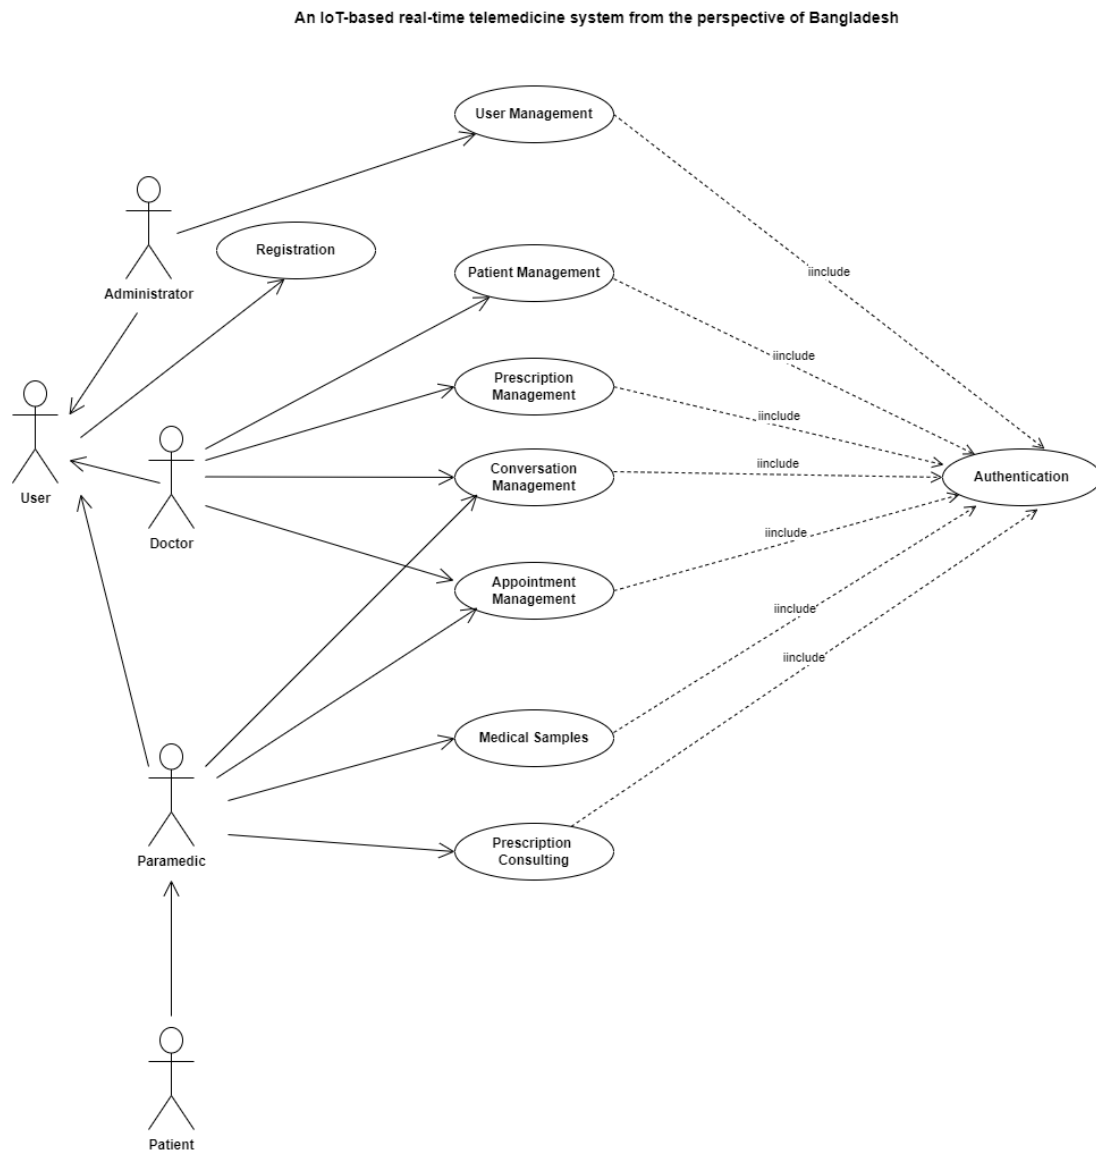 An IoT-based real-time telemedicine system from the perspective of Bangladesh
User Management
Administrator
Registration
Patient Management
iinclude
iinclude
Prescription
Management
iinclude
User
Doctor
Conversation
Management
iinclude
Authentication
Appointment
Management
iinclude
iinclude
iinclude
Medical Samples
Paramedic
Prescription
Consulting
Patient